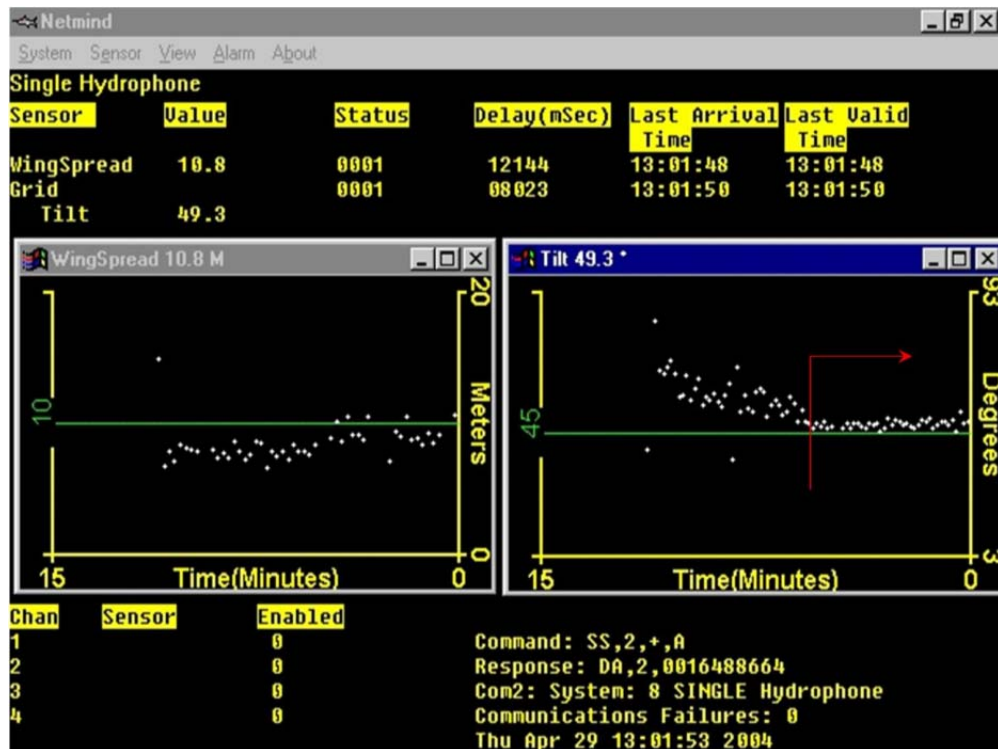 Netmind
System Sensor View Alarm About
Single Hydrophone
Sensor Value Status Delay(mSec) Last Arrival Time Last Valid Time
WingSpread 10.8 0001 12144 13:01:48 13:01:48
Grid 0001 08023 13:01:50 13:01:50
Tilt 49.3
WingSpread 10.8 M
20
10
Meters
0
15 Time(Minutes) 0
Tilt 49.3 °
93
45
Degrees
3
15 Time(Minutes) 0
Chan Sensor Enabled
1 0
2 0
3 0
4 0
Command: SS,2,+,A
Response: DA,2,0016488664
Com2: System: 8 SINGLE Hydrophone
Communications Failures: 0
Thu Apr 29 13:01:53 2004